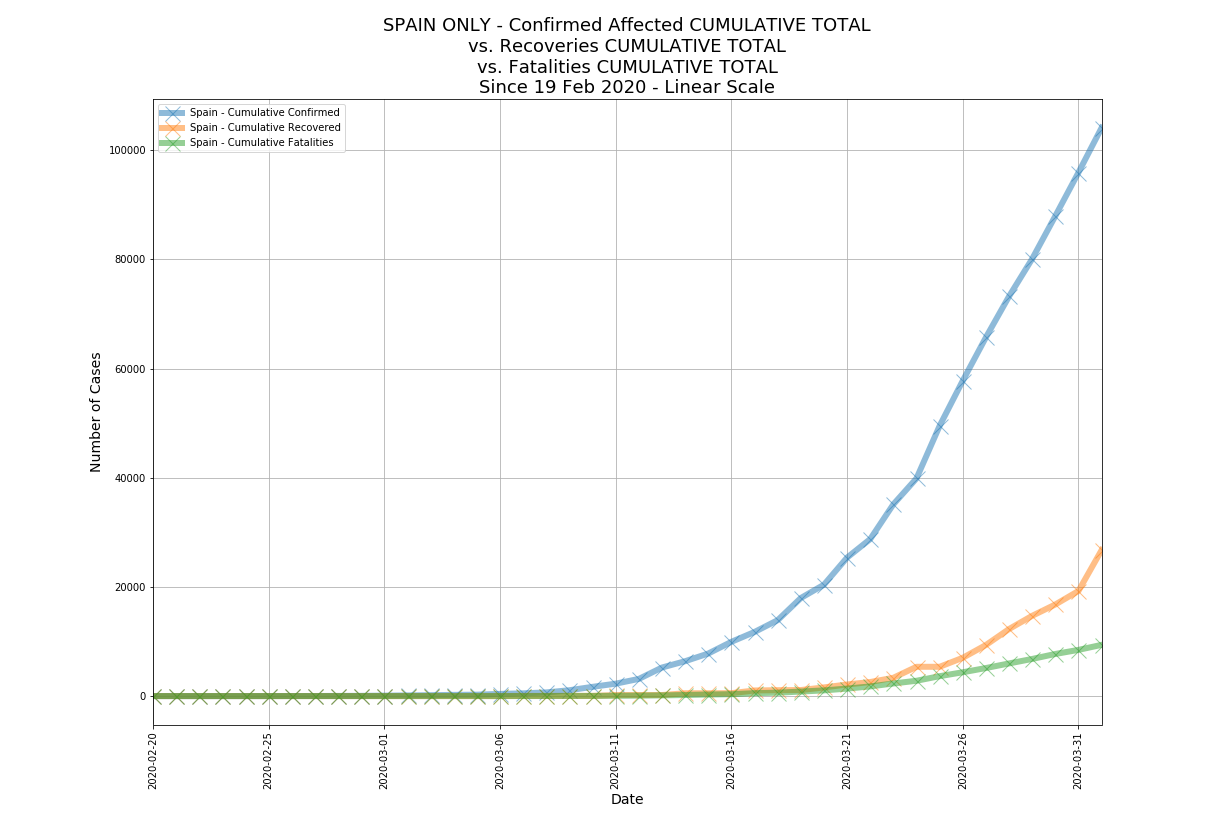 SPAIN ONLY - Confirmed Affected CUMULATIVE TOTAL
vs. Recoveries CUMULATIVE TOTAL
vs. Fatalities CUMULATIVE TOTAL
Since 19 Feb 2020 - Linear Scale
Spain - Cumulative Confirmed
Spain - Cumulative Recovered
Spain - Cumulative Fatalities
Number of Cases
100000
80000
60000
40000
20000
0
2020-02-20
2020-02-25
2020-03-01
2020-03-06
2020-03-11
2020-03-16
2020-03-21
2020-03-26
2020-03-31
Date